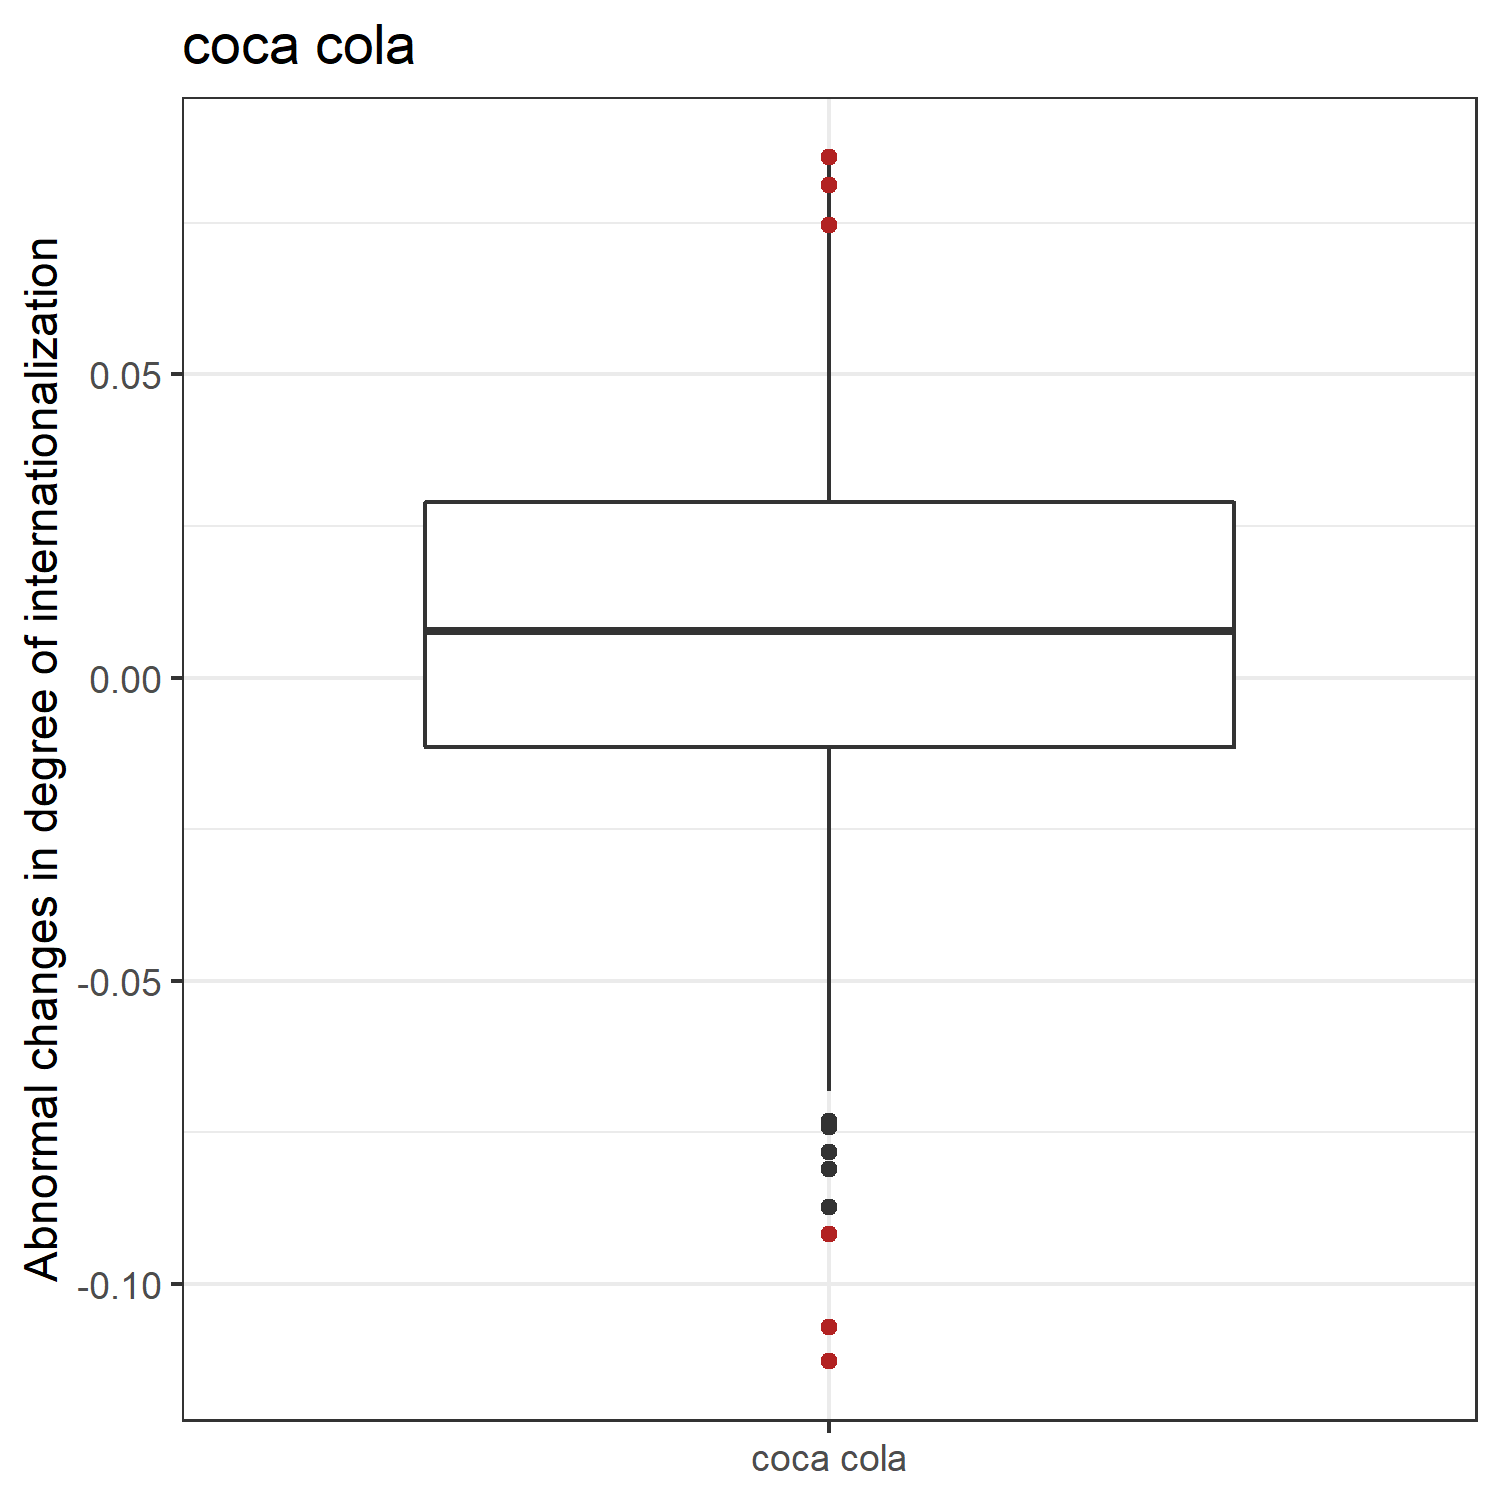 coca cola
Abnormal changes in degree of internationalization
0.05
0.00
-0.05
-0.10
coca cola